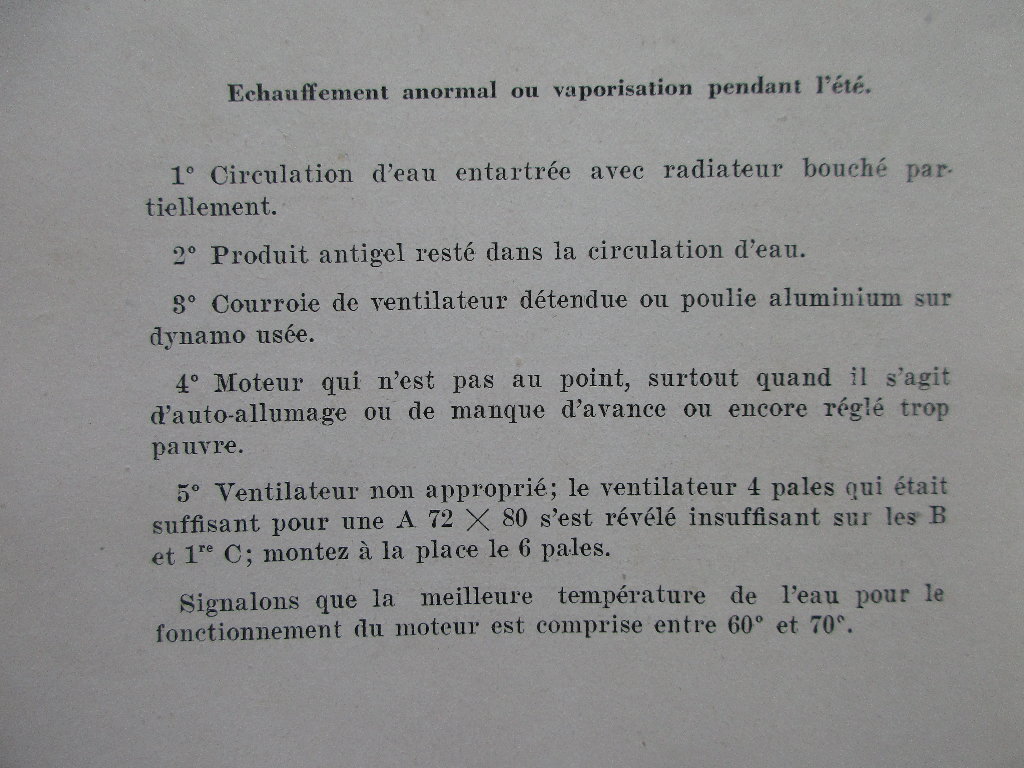 Echauffement anormal ou vaporisation pendant l'été.
1° Circulation d'eau entartrée avec radiateur bouché par-
tiellement.
2° Produit antigel resté dans la circulation d'eau.
3° Courroie de ventilateur détendue ou poulie aluminium sur
dynamo usée.
4° Moteur qui n'est pas au point, surtout quand il s'agit
d'auto-allumage ou de manque d'avance ou encore réglé trop
pauvre.
5° Ventilateur non approprié; le ventilateur 4 pales qui était
suffisant pour une A 72 × 80 s'est révélé insuffisant sur les B
et 1re C; montez à la place le 6 pales.
Signalons que la meilleure température de l'eau pour le
fonctionnement du moteur est comprise entre 60° et 70°.